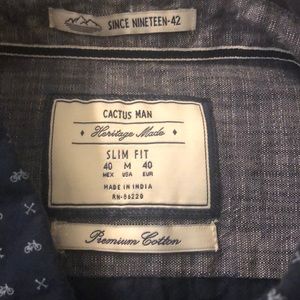 SINCE NINETEEN-42
CACTUS MAN
Heritage Made
SLIM FIT
40 M 40
MEX USA EUR
MADE IN INDIA
RN-86220
Premium Cotton